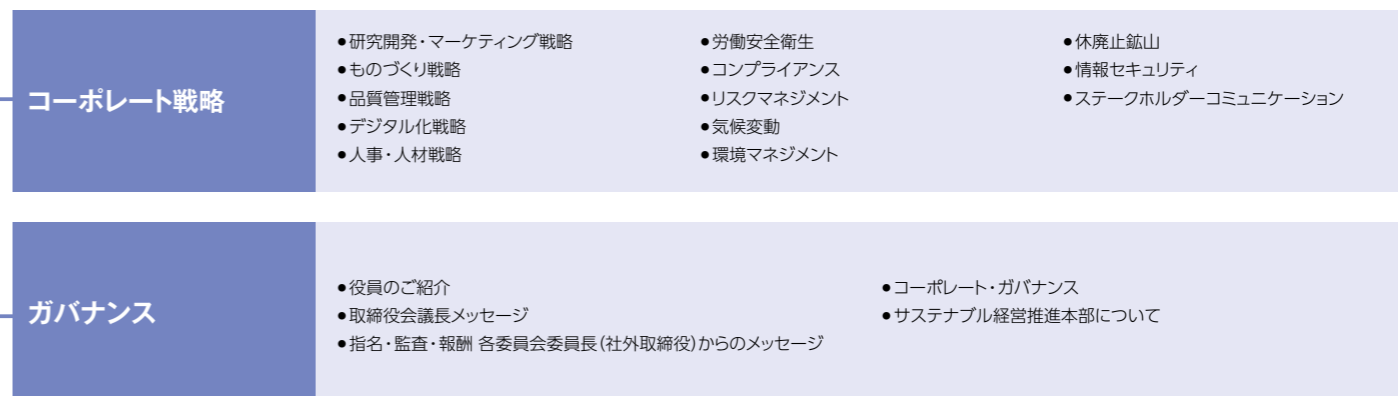 コーポレート戦略
●研究開発・マーケティング戦略
●ものづくり戦略
●品質管理戦略
●デジタル化戦略
●人事・人材戦略
●労働安全衛生
●コンプライアンス
●リスクマネジメント
●気候変動
●環境マネジメント
●休廃止鉱山
●情報セキュリティ
●ステークホルダーコミュニケーション
ガバナンス
●役員のご紹介
●取締役会議長メッセージ
●指名・監査・報酬 各委員会委員長（社外取締役）からのメッセージ
●コーポレート・ガバナンス
●サステナブル経営推進本部について